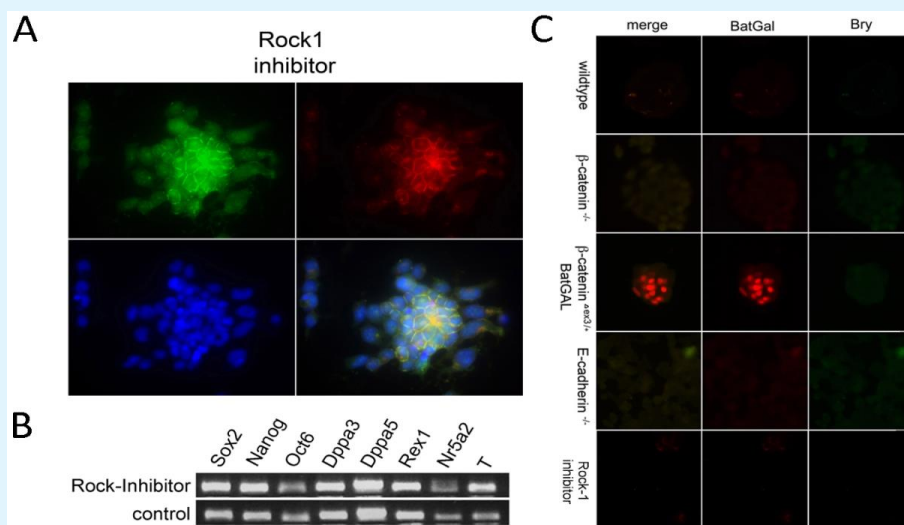 A
Rock1
inhibitor
B
Sox2 Nanog Oct6 Dppa3 Dppa5 Rex1 Nr5a2 T
Rock-Inhibitor
control
C
merge BatGal Bry
wildtype
β-catenin -/-
β-catenin Δex3/+
BatGAL
E-cadherin -/-
Rock-1
inhibitor